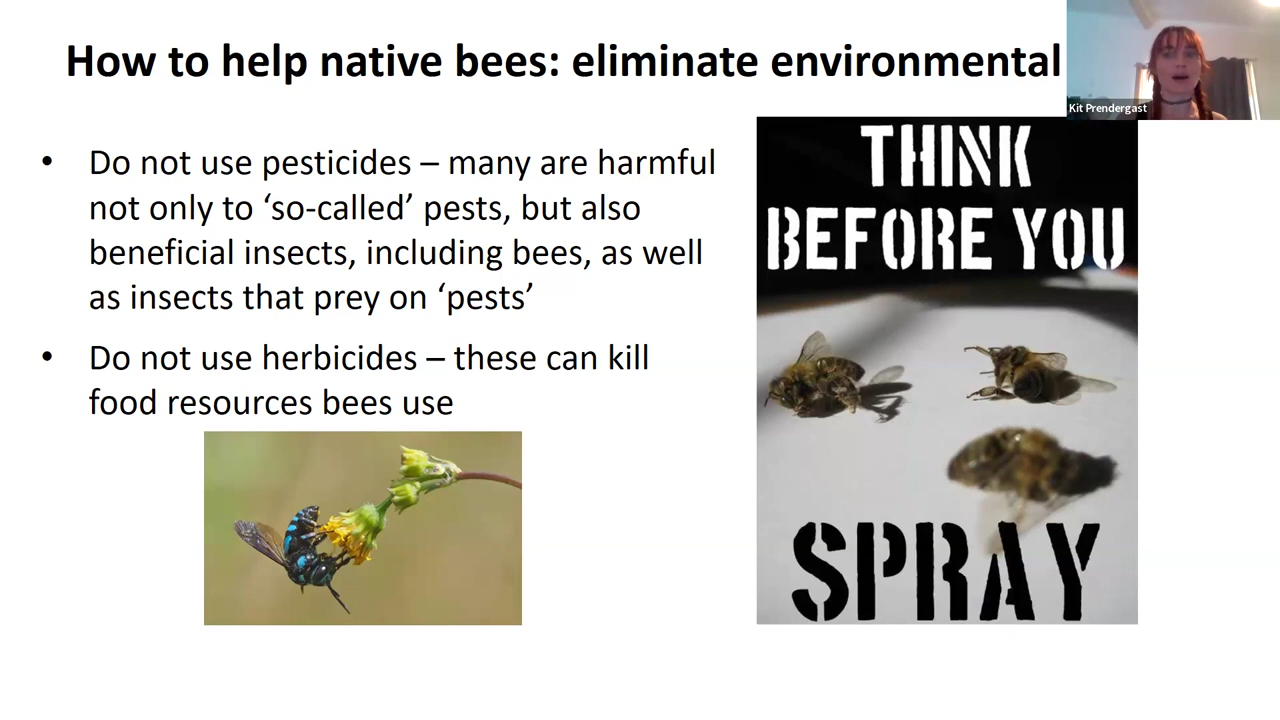 How to help native bees: eliminate environmental
Kit Prendergast
• Do not use pesticides – many are harmful
not only to ‘so-called’ pests, but also
beneficial insects, including bees, as well
as insects that prey on ‘pests’
• Do not use herbicides – these can kill
food resources bees use
THINK
BEFORE YOU
SPRAY